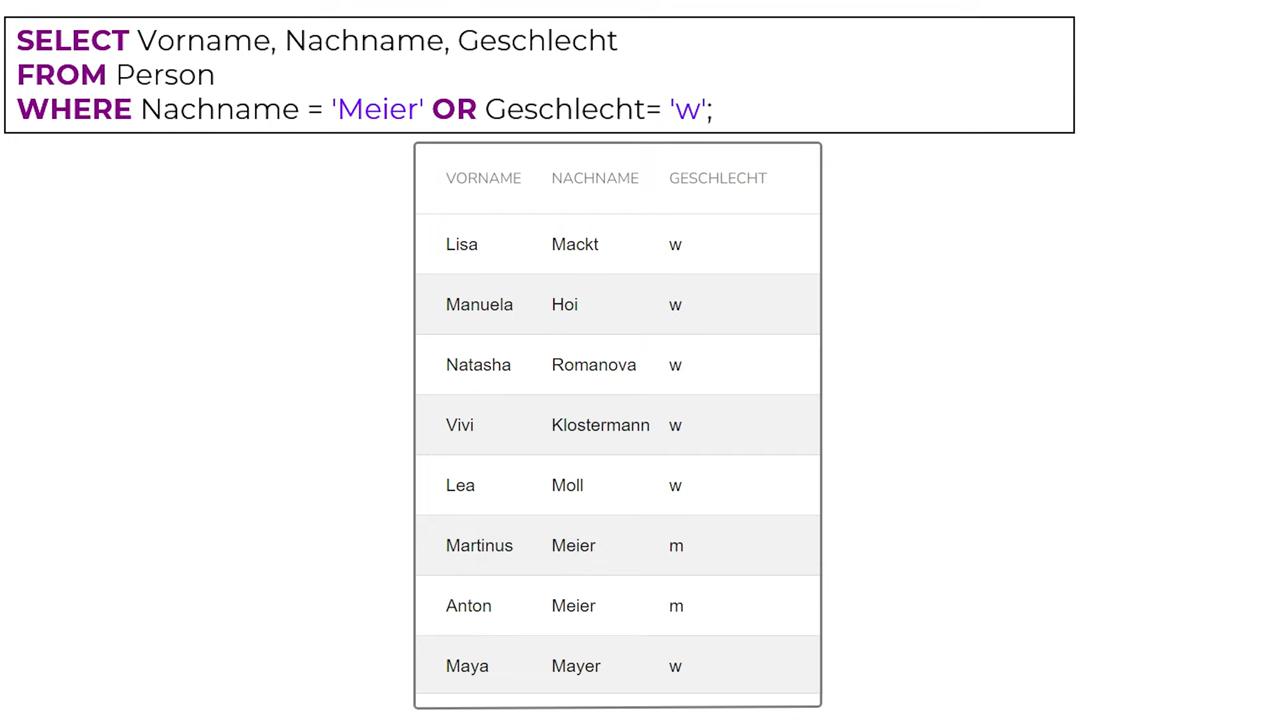 SELECT Vorname, Nachname, Geschlecht
FROM Person
WHERE Nachname = 'Meier' OR Geschlecht= 'w';
VORNAME NACHNAME GESCHLECHT
Lisa Mackt w
Manuela Hoi w
Natasha Romanova w
Vivi Klostermann w
Lea Moll w
Martinus Meier m
Anton Meier m
Maya Mayer w